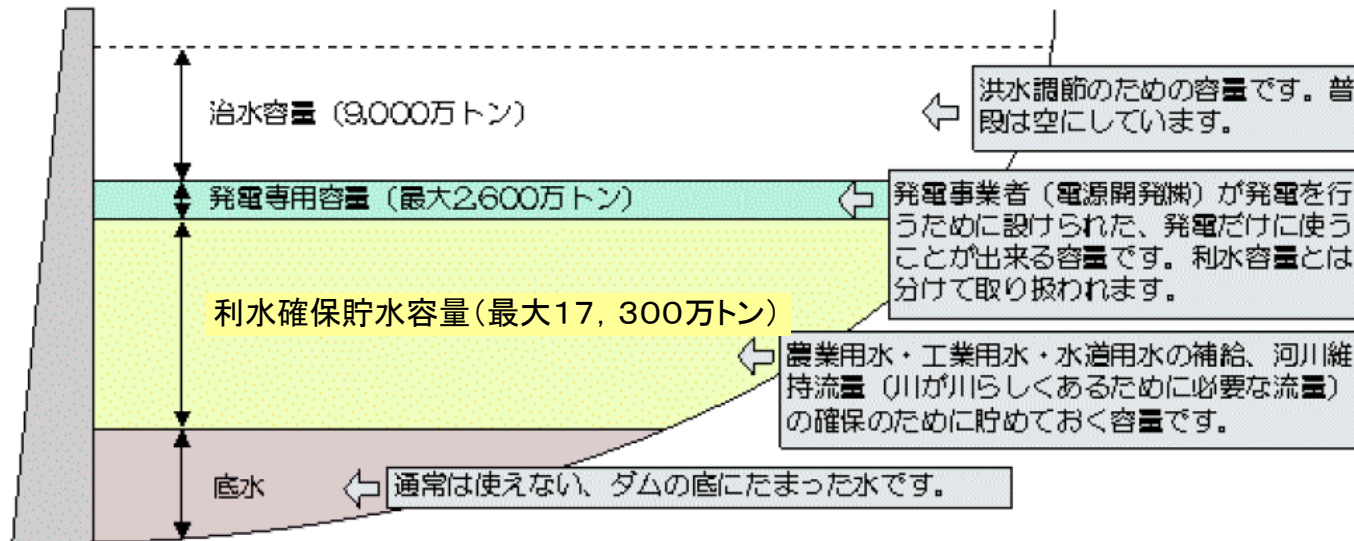 治水容量（9,000万トン）
洪水調節のための容量です。普
段は空にしています。
発電専用容量（最大2,600万トン）
発電事業者（電源開発㈱）が発電を行
うために設けられた、発電だけに使う
ことが出来る容量です。利水容量とは
分けて取り扱われます。
利水確保貯水容量（最大１７，３００万トン）
農業用水・工業用水・水道用水の補給、河川維
持流量（川が川らしくあるために必要な流量）
の確保のために貯めておく容量です。
底水
通常は使えない、ダムの底にたまった水です。